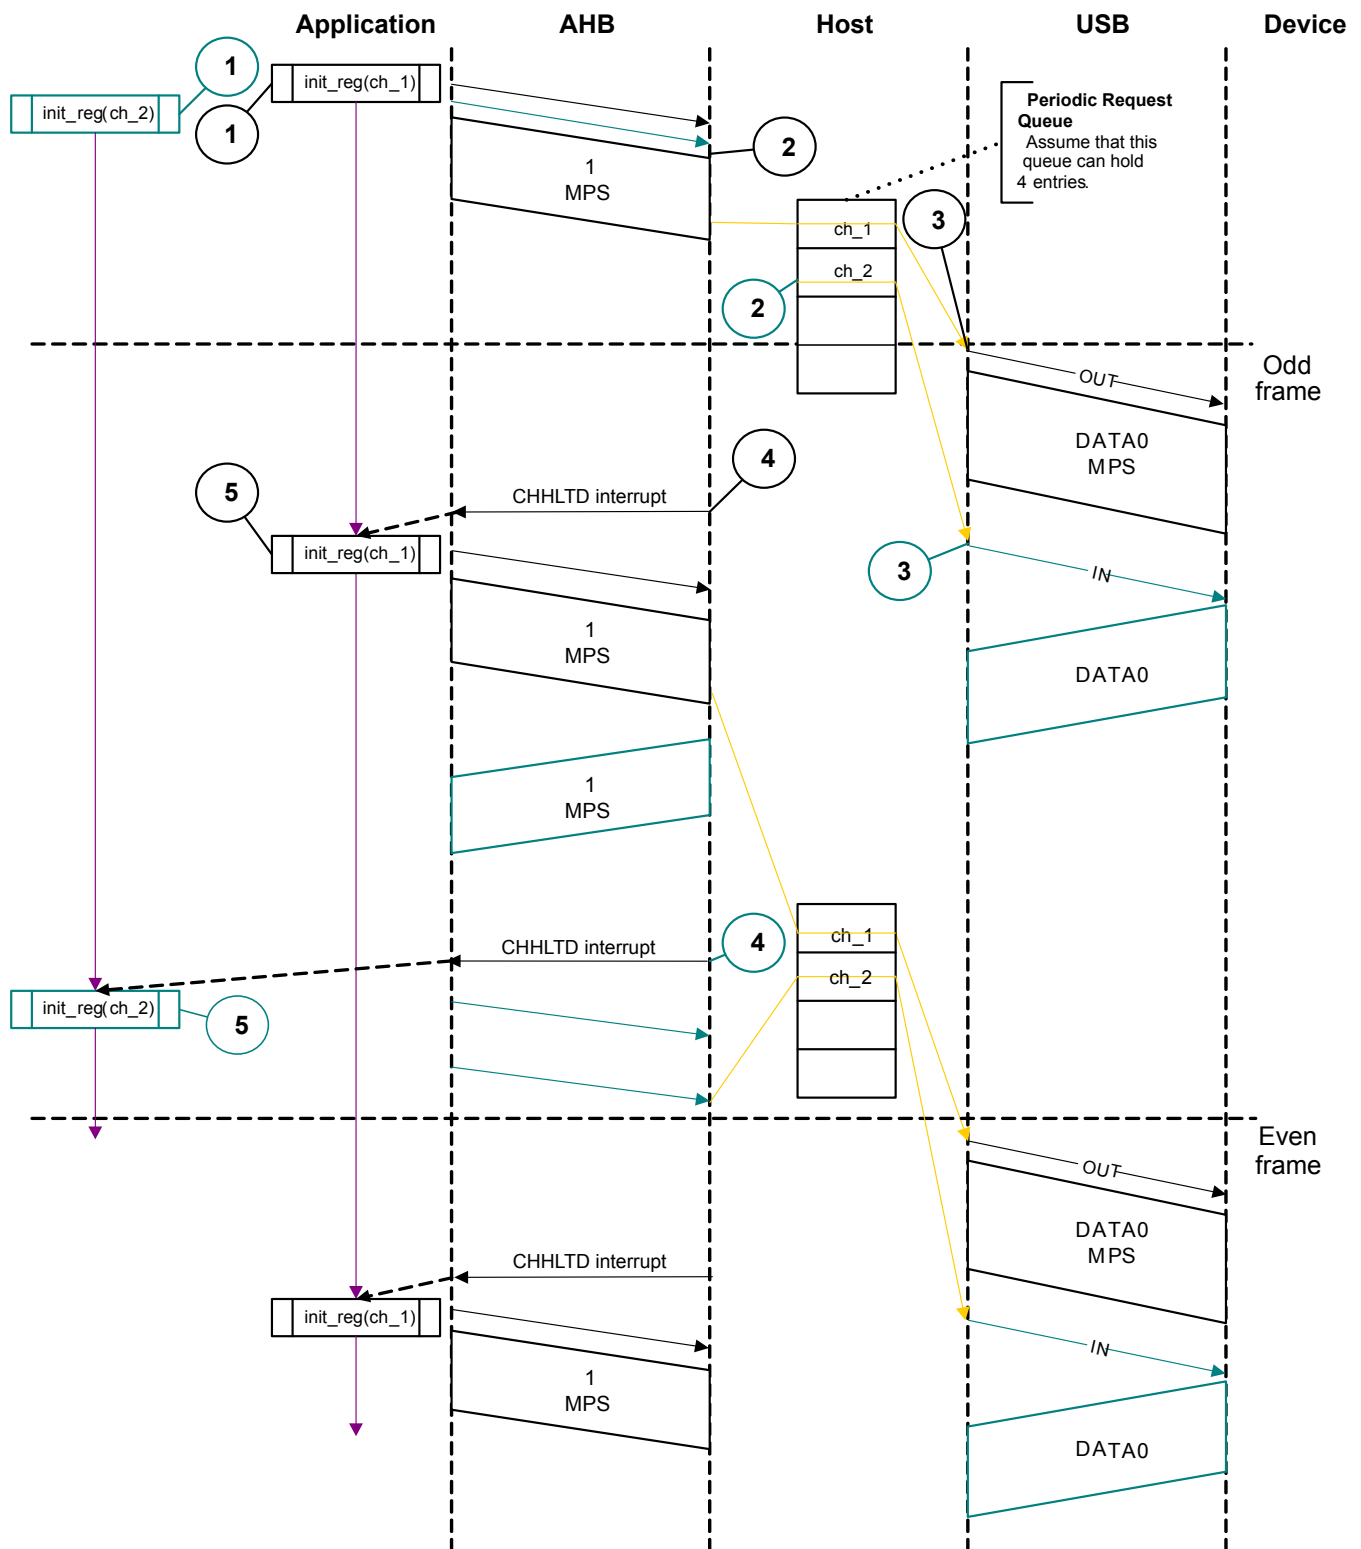 Application AHB Host USB Device
1
init_reg(ch_1)
init_reg(ch_2)
1
2
1
MPS
Periodic Request
Queue
Assume that this
queue can hold
4 entries.
3
ch_1
ch_2
2
Odd
frame
OUT
DATA0
MPS
4
5
CHHLTD interrupt
init_reg(ch_1)
3
IN
1
MPS
DATA0
1
MPS
4
CHHLTD interrupt
ch_1
ch_2
init_reg(ch_2)
5
Even
frame
OUT
DATA0
MPS
CHHLTD interrupt
init_reg(ch_1)
IN
1
MPS
DATA0